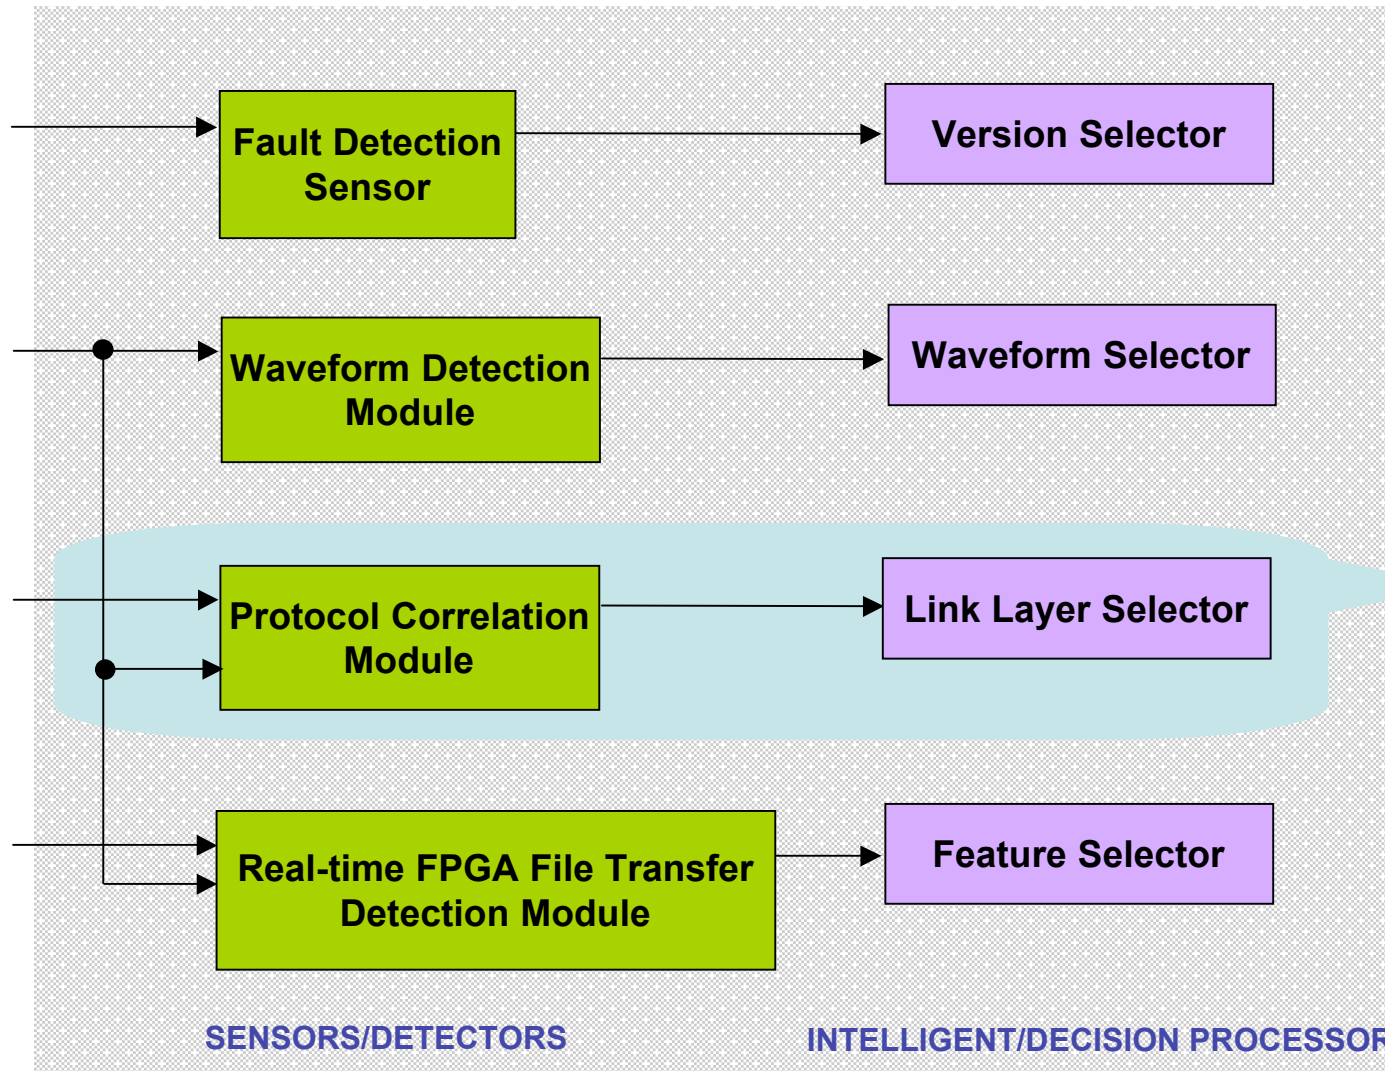 Fault Detection
Sensor
Version Selector
Waveform Detection
Module
Waveform Selector
Protocol Correlation
Module
Link Layer Selector
Real-time FPGA File Transfer
Detection Module
Feature Selector
SENSORS/DETECTORS
INTELLIGENT/DECISION PROCESSOR